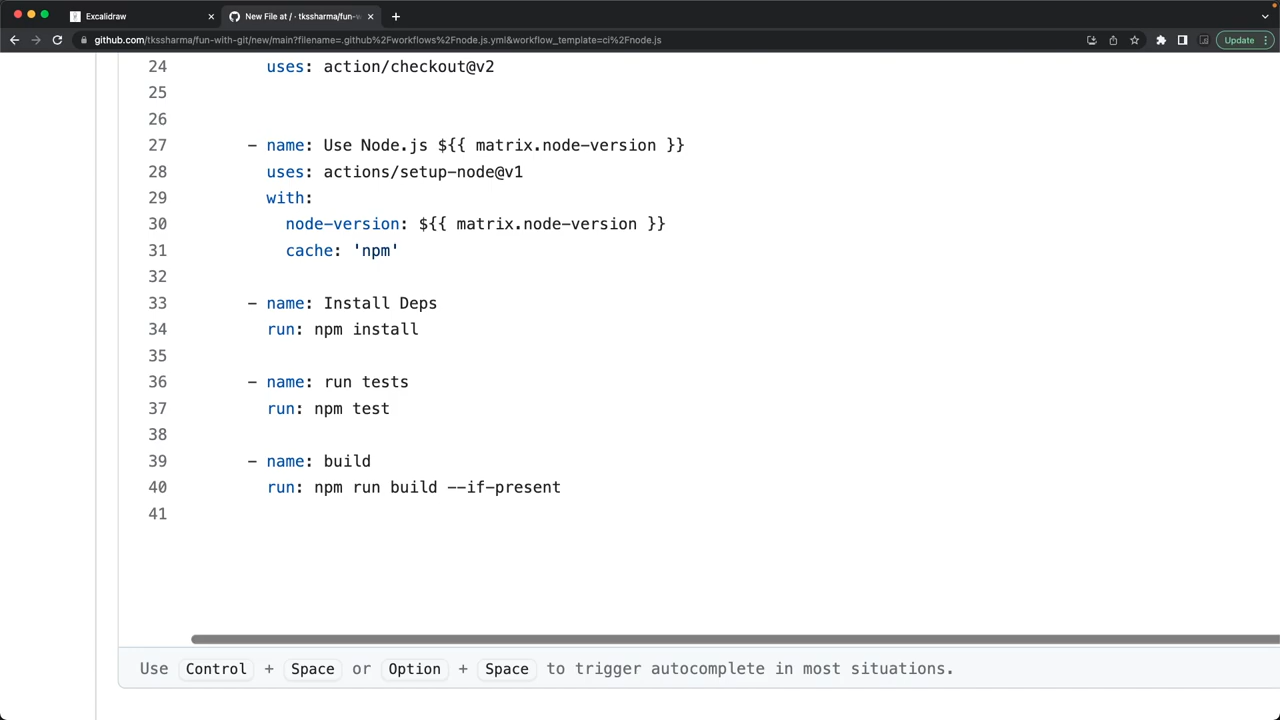 Excalidraw
New File at / · tkssharma/fun-w
github.com/tkssharma/fun-with-git/new/main?filename=.github%2Fworkflows%2Fnode.js.yml&workflow_template=ci%2Fnode.js
Update
24 uses: action/checkout@v2
25
26
27 - name: Use Node.js ${{ matrix.node-version }}
28 uses: actions/setup-node@v1
29 with:
30 node-version: ${{ matrix.node-version }}
31 cache: 'npm'
32
33 - name: Install Deps
34 run: npm install
35
36 - name: run tests
37 run: npm test
38
39 - name: build
40 run: npm run build --if-present
41
Use Control + Space or Option + Space to trigger autocomplete in most situations.